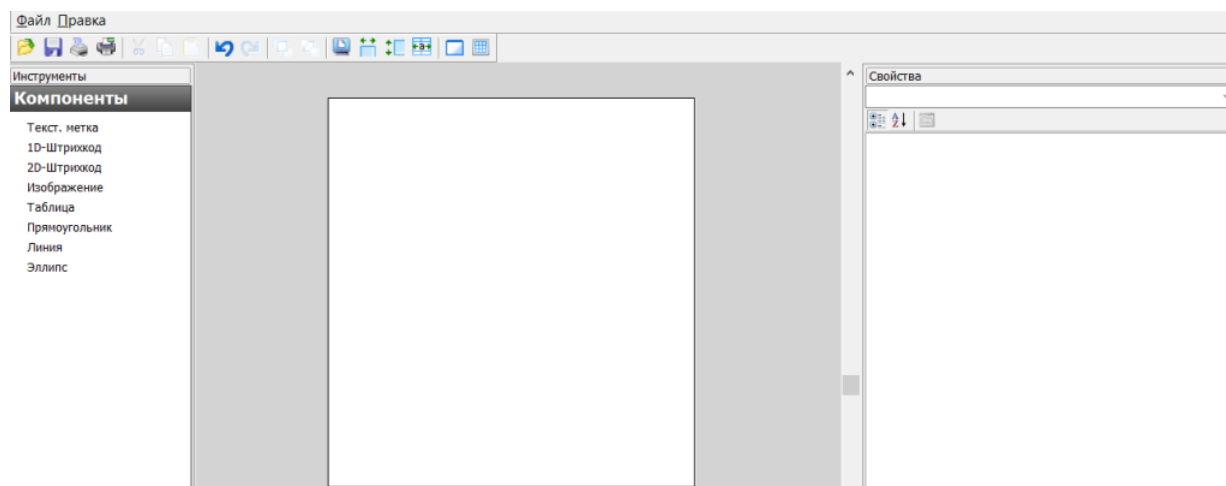 Файл Правка
Инструменты
Компоненты
Текст. метка
1D-Штрихкод
2D-Штрихкод
Изображение
Таблица
Прямоугольник
Линия
Эллипс
Свойства